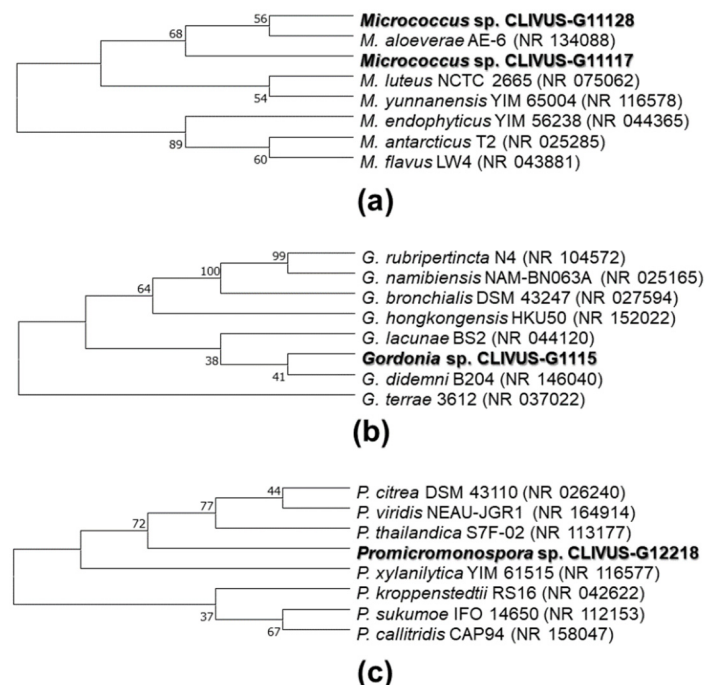 56
Micrococcus sp. CLIVUS-G11128
68
M. aloeverae AE-6 (NR 134088)
Micrococcus sp. CLIVUS-G11117
M. luteus NCTC 2665 (NR 075062)
54
M. yunnanensis YIM 65004 (NR 116578)
M. endophyticus YIM 56238 (NR 044365)
89
M. antarcticus T2 (NR 025285)
60
M. flavus LW4 (NR 043881)
(a)
99
G. rubripertincta N4 (NR 104572)
100
G. namibiensis NAM-BN063A (NR 025165)
64
G. bronchialis DSM 43247 (NR 027594)
G. hongkongensis HKU50 (NR 152022)
G. lacunae BS2 (NR 044120)
38
Gordonia sp. CLIVUS-G1115
41
G. didemni B204 (NR 146040)
G. terrae 3612 (NR 037022)
(b)
44
P. citrea DSM 43110 (NR 026240)
77
P. viridis NEAU-JGR1 (NR 164914)
72
P. thailandica S7F-02 (NR 113177)
Promicromonospora sp. CLIVUS-G12218
P. xylanilytica YIM 61515 (NR 116577)
P. kroppenstedtii RS16 (NR 042622)
37
P. sukumoe IFO 14650 (NR 112153)
67
P. callitridis CAP94 (NR 158047)
(c)